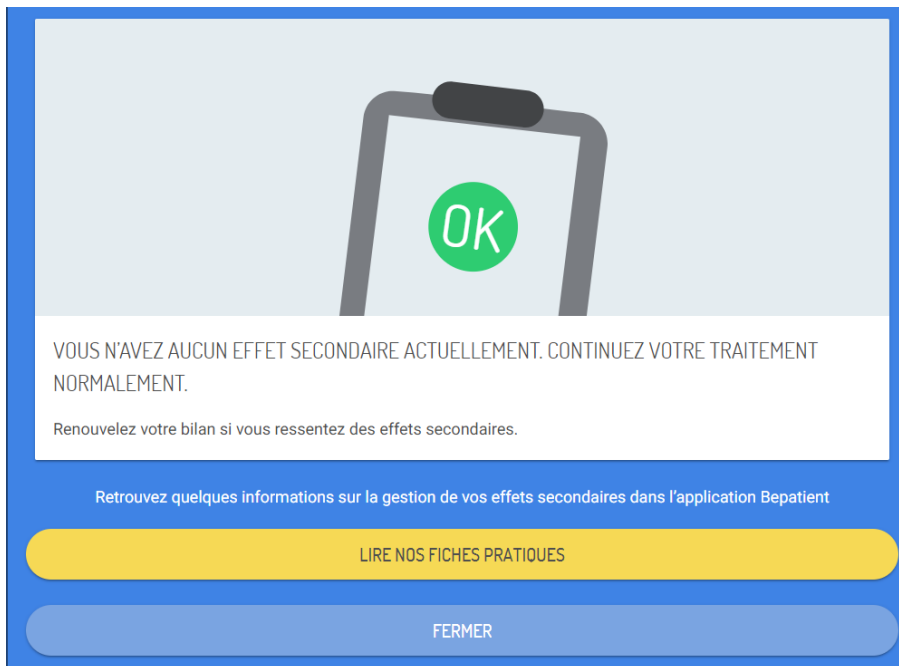 OK
VOUS N'AVEZ AUCUN EFFET SECONDAIRE ACTUELLEMENT. CONTINUEZ VOTRE TRAITEMENT
NORMALEMENT.
Renouvelez votre bilan si vous ressentez des effets secondaires.
Retrouvez quelques informations sur la gestion de vos effets secondaires dans l'application Bepatient
LIRE NOS FICHES PRATIQUES
FERMER